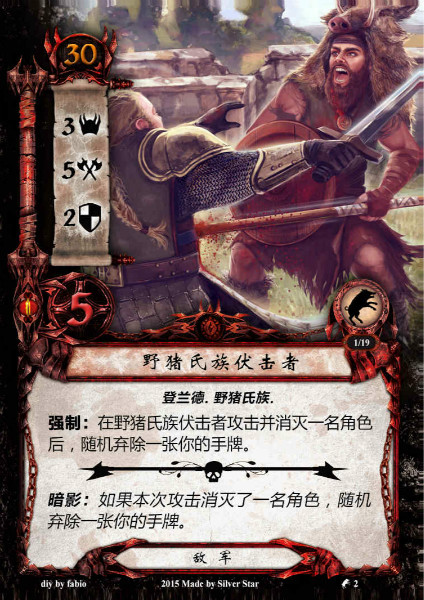 30
3
5
2
5
1/19
野猪氏族伏击者
登兰德. 野猪氏族.
强制：在野猪氏族伏击者攻击并消灭一名角色
后，随机弃除一张你的手牌。
暗影：如果本次攻击消灭了一名角色，随机
弃除一张你的手牌。
敌军
diy by fabio 2015 Made by Silver Star 2